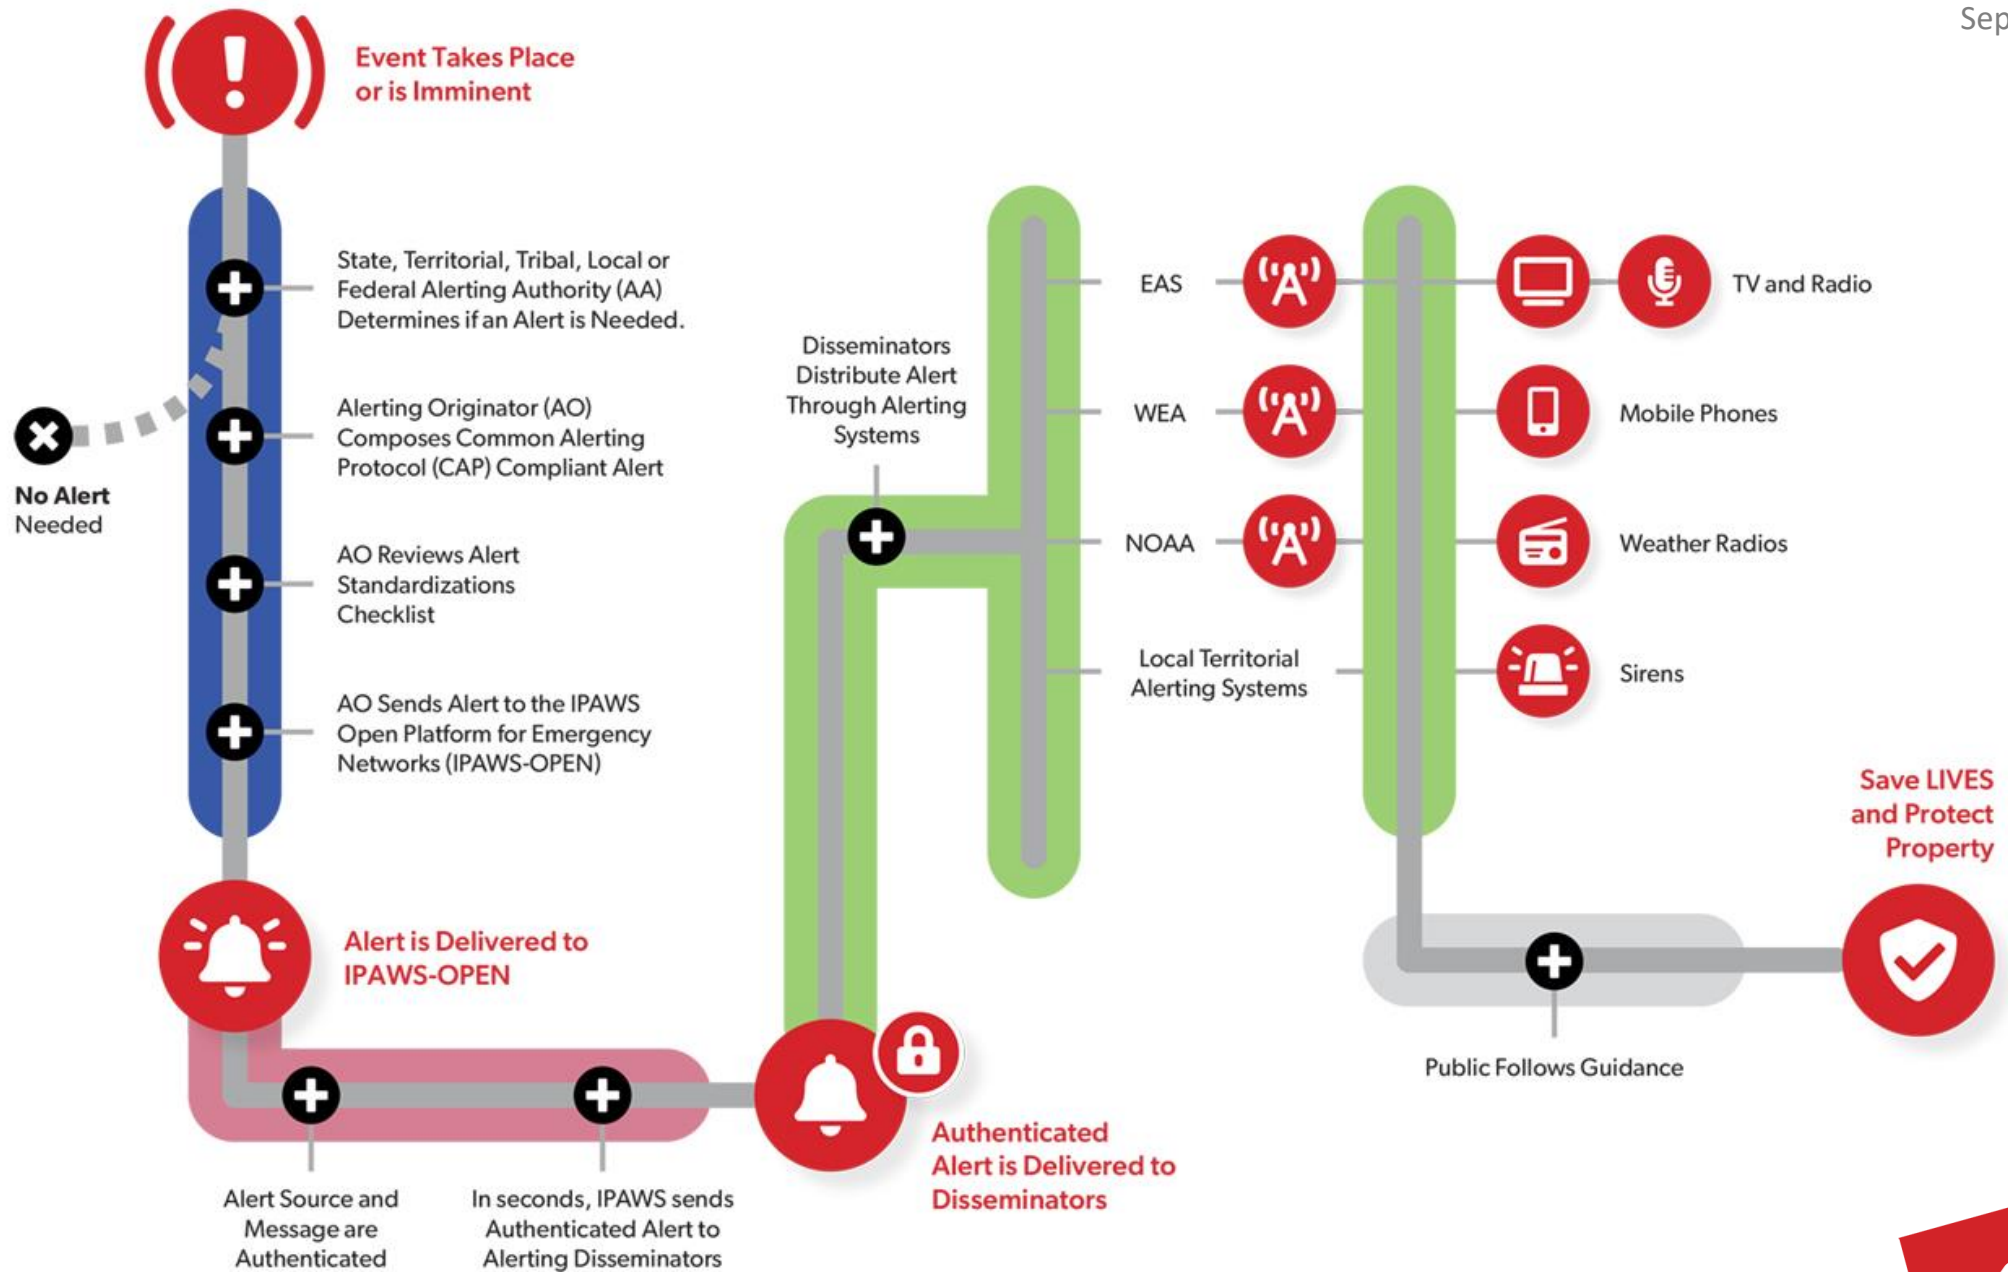 Sep
Event Takes Place
or is Imminent
State, Territorial, Tribal, Local or
Federal Alerting Authority (AA)
Determines if an Alert is Needed.
Alerting Originator (AO)
Composes Common Alerting
Protocol (CAP) Compliant Alert
No Alert
Needed
AO Reviews Alert
Standardizations
Checklist
AO Sends Alert to the IPAWS
Open Platform for Emergency
Networks (IPAWS-OPEN)
Alert is Delivered to
IPAWS-OPEN
Alert Source and
Message are
Authenticated
In seconds, IPAWS sends
Authenticated Alert to
Alerting Disseminators
Authenticated
Alert is Delivered to
Disseminators
Disseminators
Distribute Alert
Through Alerting
Systems
EAS
TV and Radio
WEA
Mobile Phones
NOAA
Weather Radios
Local Territorial
Alerting Systems
Sirens
Public Follows Guidance
Save LIVES
and Protect
Property